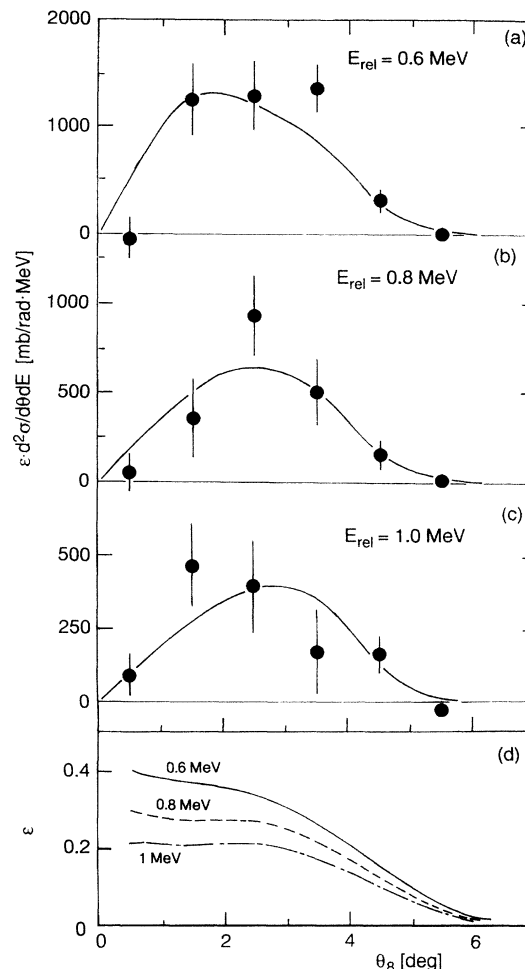 2000
(a)
E_rel = 0.6 MeV
1000
0
(b)
E_rel = 0.8 MeV
1000
500
0
ε·d²σ/dθdE [mb/rad·MeV]
(c)
E_rel = 1.0 MeV
500
250
0
(d)
0.4
0.6 MeV
0.8 MeV
0.2
1 MeV
ε
0 2 4 6
θ₈ [deg]